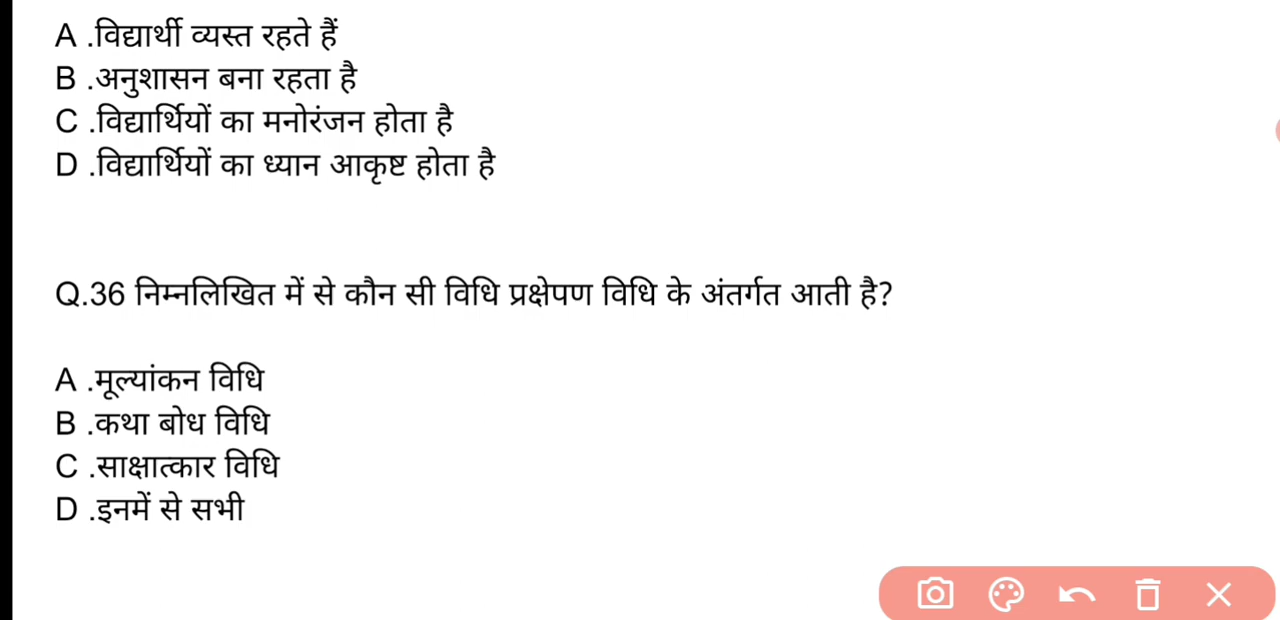 A .विद्यार्थी व्यस्त रहते हैं
B .अनुशासन बना रहता है
C .विद्यार्थियों का मनोरंजन होता है
D .विद्यार्थियों का ध्यान आकृष्ट होता है
Q.36 निम्नलिखित में से कौन सी विधि प्रक्षेपण विधि के अंतर्गत आती है?
A .मूल्यांकन विधि
B .कथा बोध विधि
C .साक्षात्कार विधि
D .इनमें से सभी